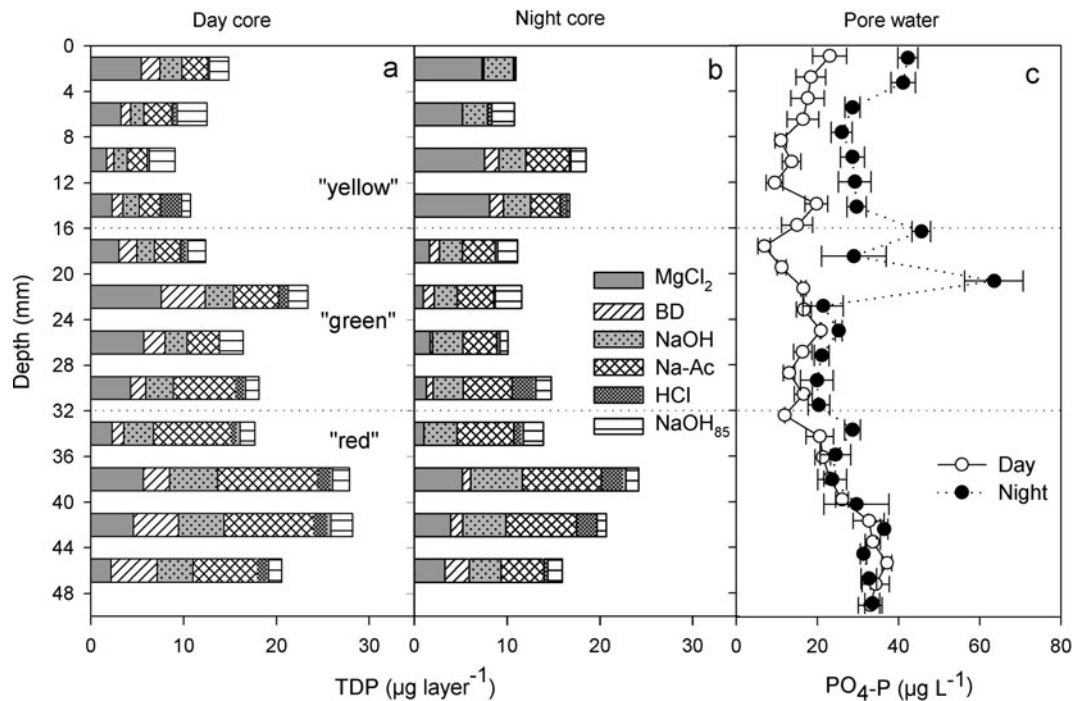 Day core
Night core
Pore water
0
4
8
12
16
20
24
28
32
36
40
44
48
Depth (mm)
a
b
c
"yellow"
"green"
"red"
MgCl₂
BD
NaOH
Na-Ac
HCl
NaOH₈₅
Day
Night
0 10 20 30
0 10 20 30
0 20 40 60 80
TDP (µg layer⁻¹)
PO₄-P (µg L⁻¹)